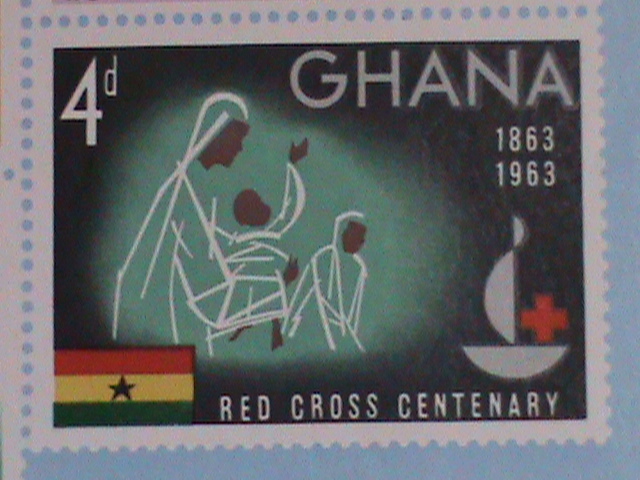 4d
GHANA
1863
1963
RED CROSS CENTENARY